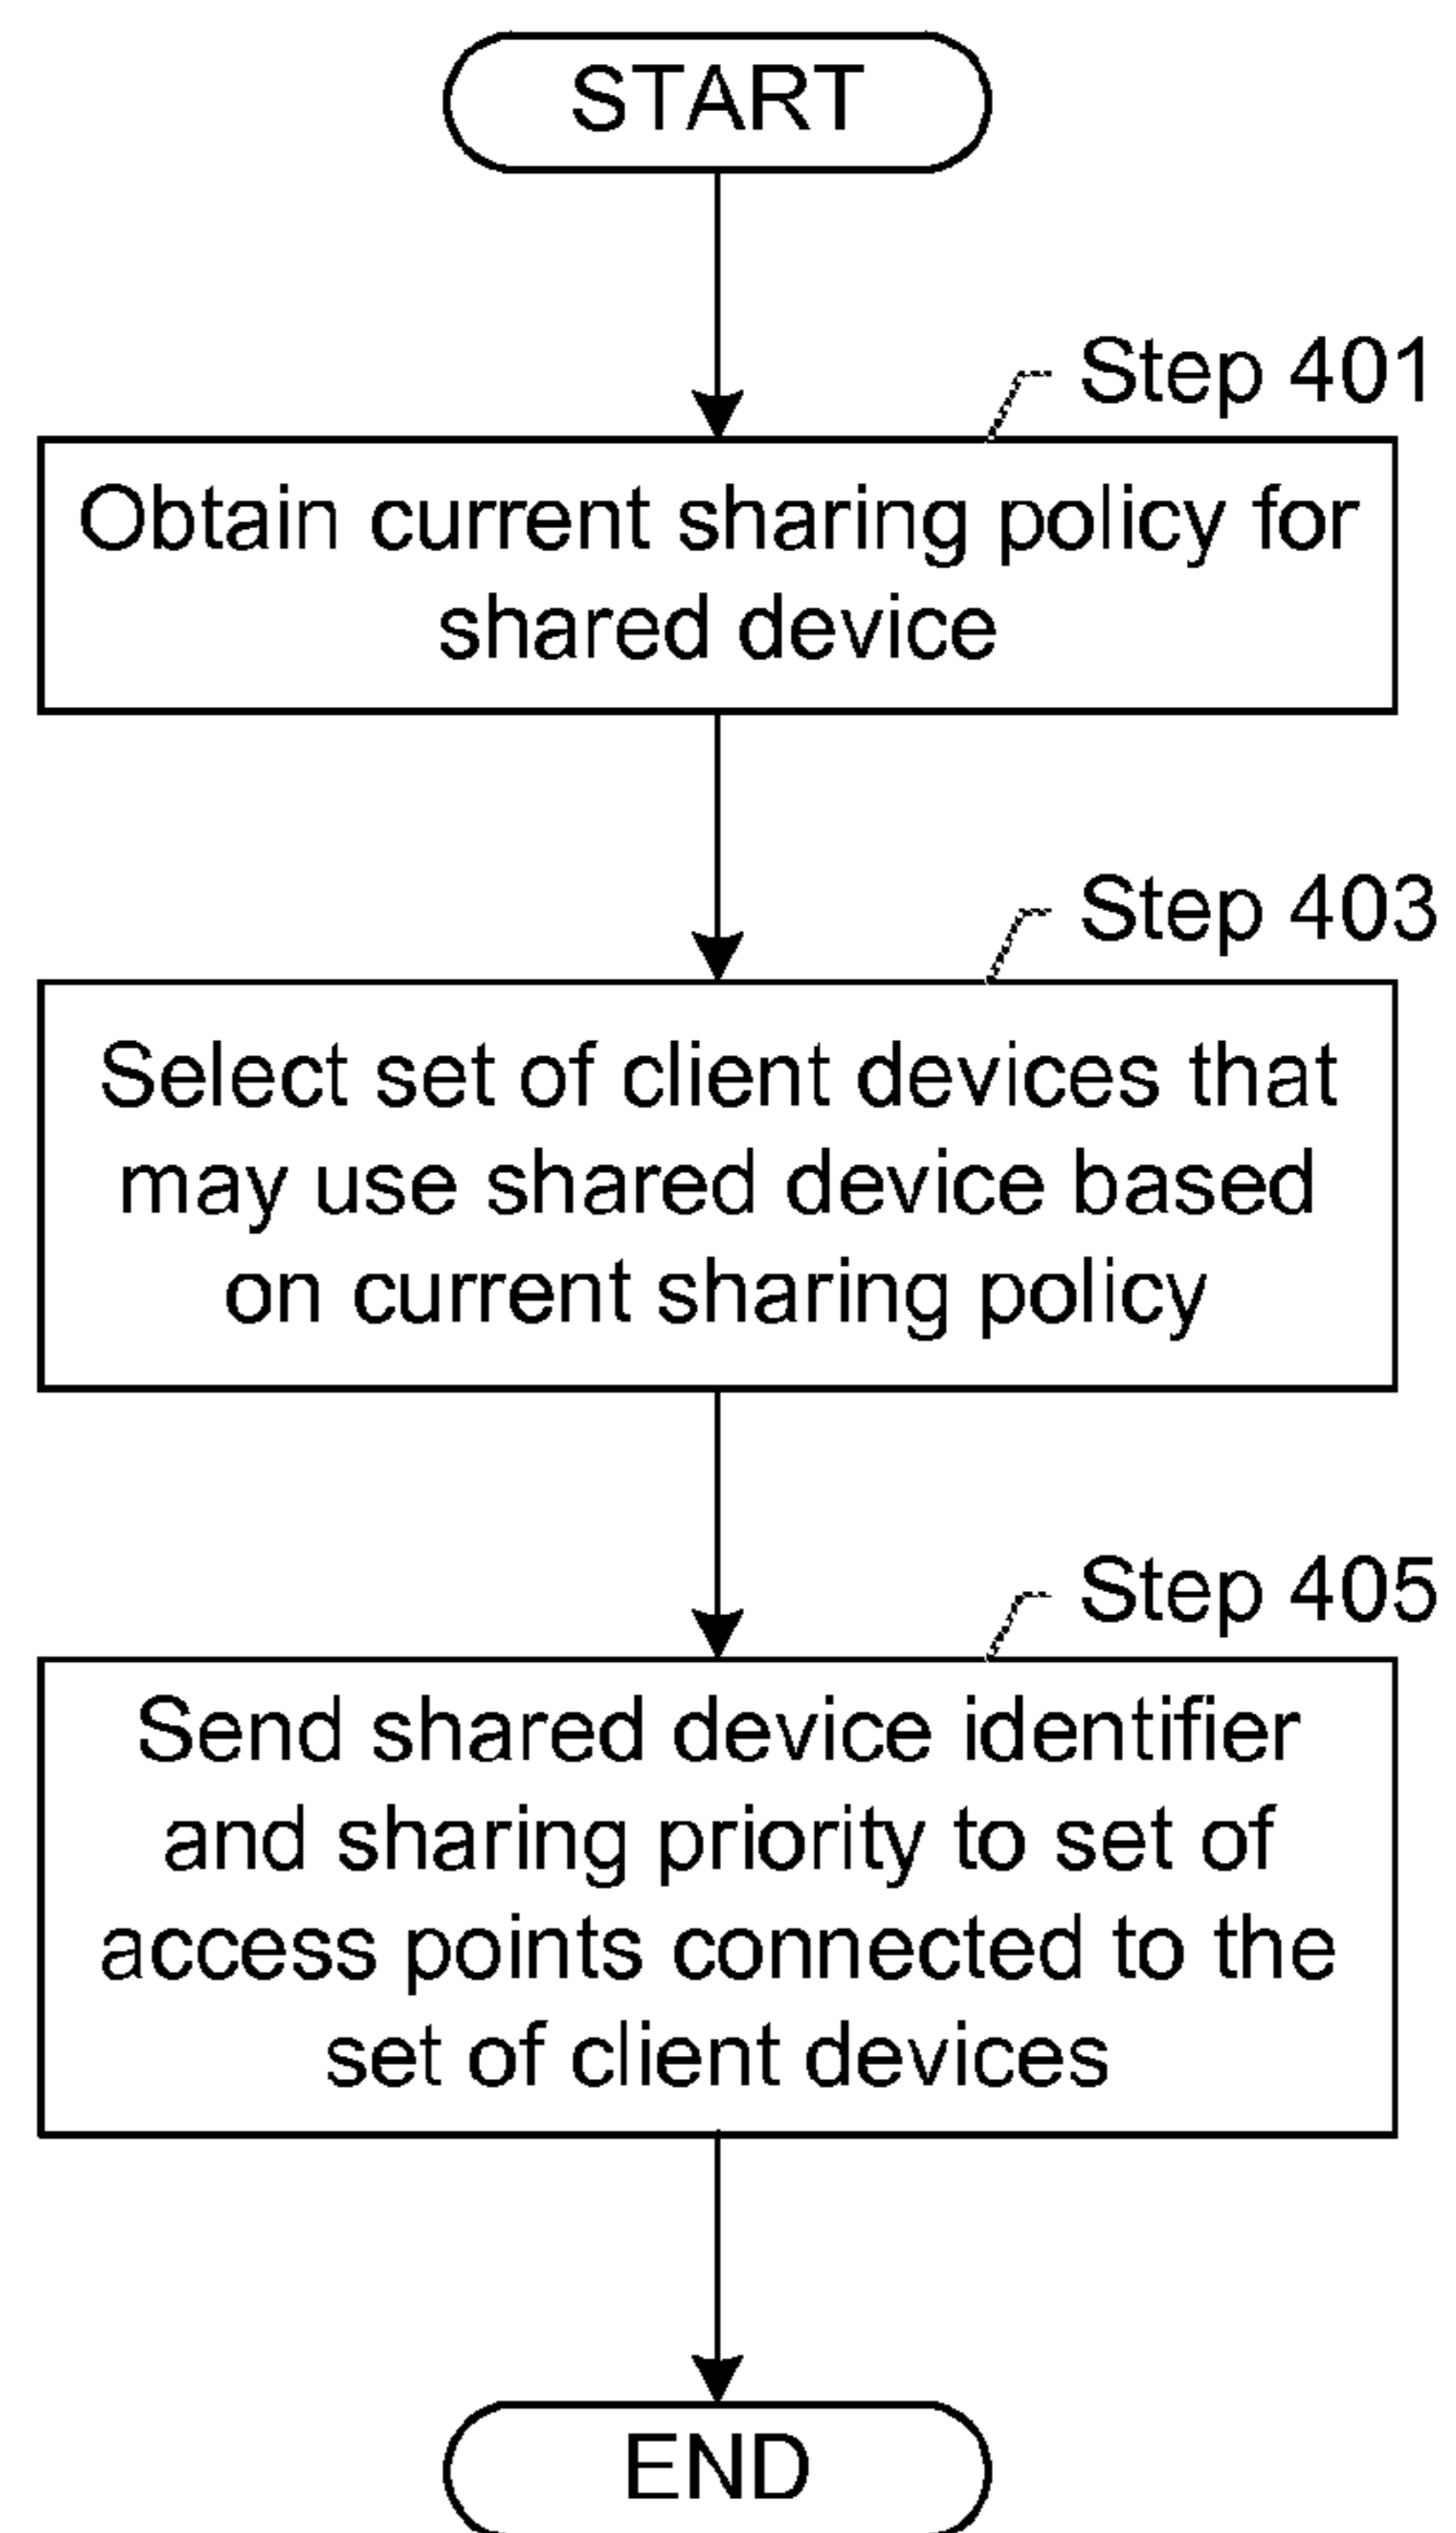 START
Step 401
Obtain current sharing policy for
shared device
Step 403
Select set of client devices that
may use shared device based
on current sharing policy
Step 405
Send shared device identifier
and sharing priority to set of
access points connected to the
set of client devices
END